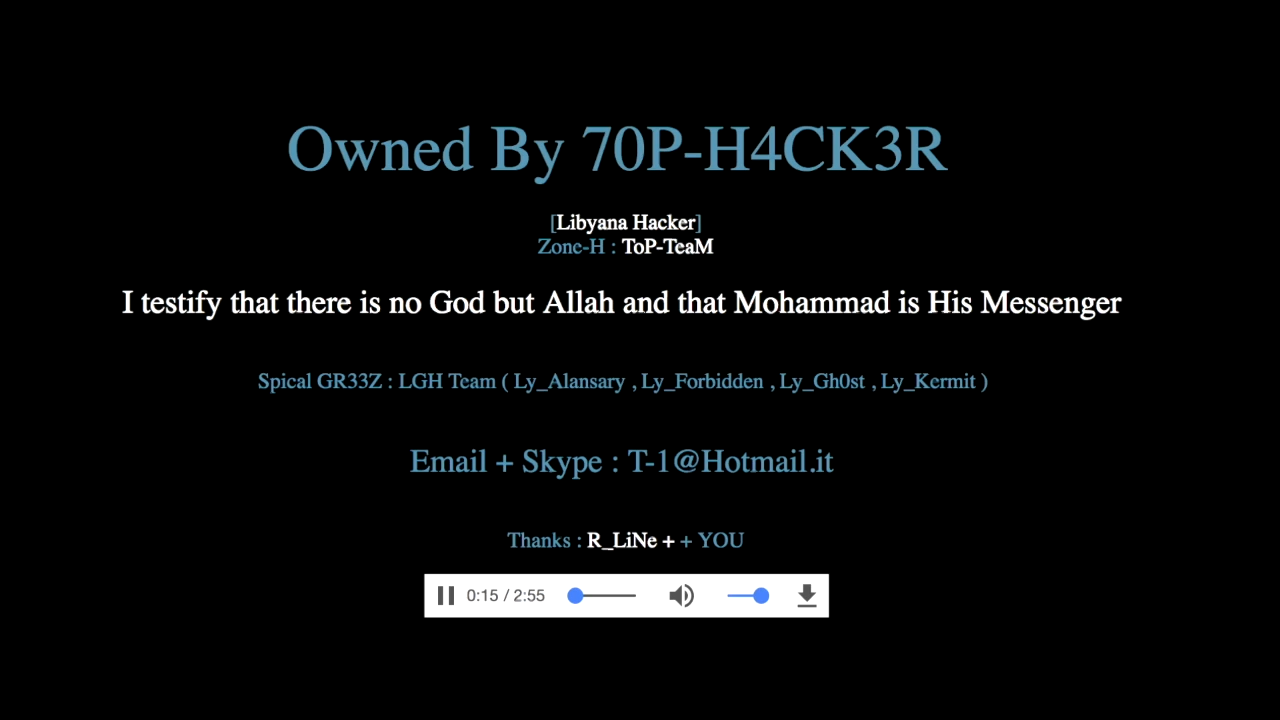 Owned By 70P-H4CK3R
[Libyana Hacker]
Zone-H : ToP-TeaM
I testify that there is no God but Allah and that Mohammad is His Messenger
Spical GR33Z : LGH Team ( Ly_Alansary , Ly_Forbidden , Ly_Gh0st , Ly_Kermit )
Email + Skype : T-1@Hotmail.it
Thanks : R_LiNe + + YOU
0:15 / 2:55